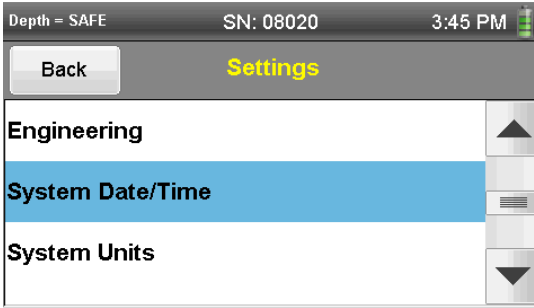 Depth = SAFE SN: 08020 3:45 PM
Back Settings
Engineering
System Date/Time
System Units